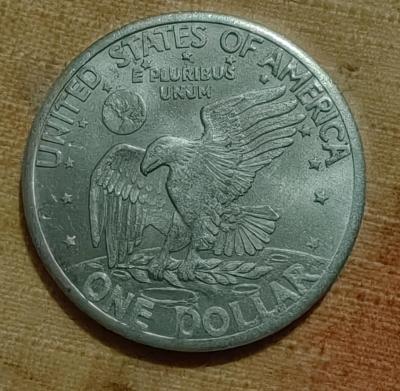 UNITED STATES OF AMERICA
E PLURIBUS
UNUM
ONE DOLLAR